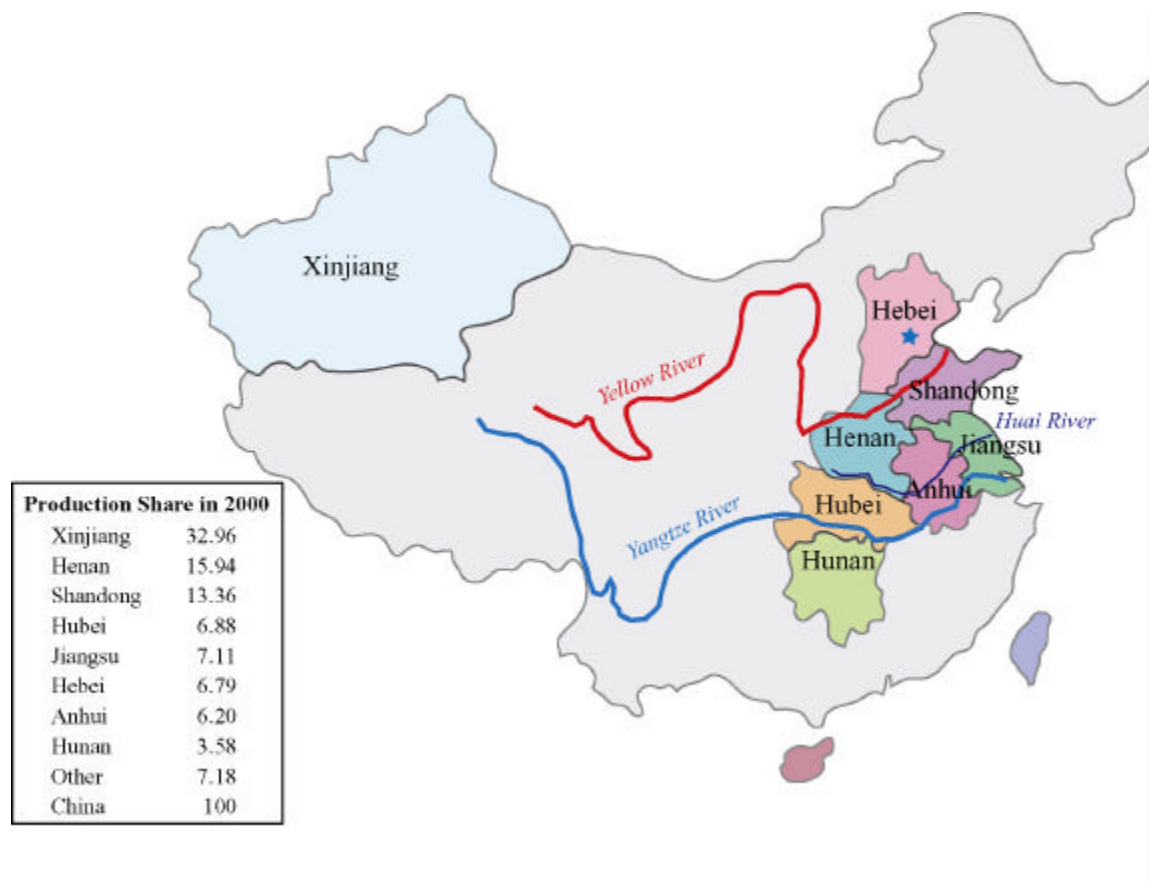 Xinjiang
Hebei
Yellow River
Shandong
Huai River
Henan
Jiangsu
Anhui
Hubei
Yangtze River
Hunan
Production Share in 2000
Xinjiang 32.96
Henan 15.94
Shandong 13.36
Hubei 6.88
Jiangsu 7.11
Hebei 6.79
Anhui 6.20
Hunan 3.58
Other 7.18
China 100